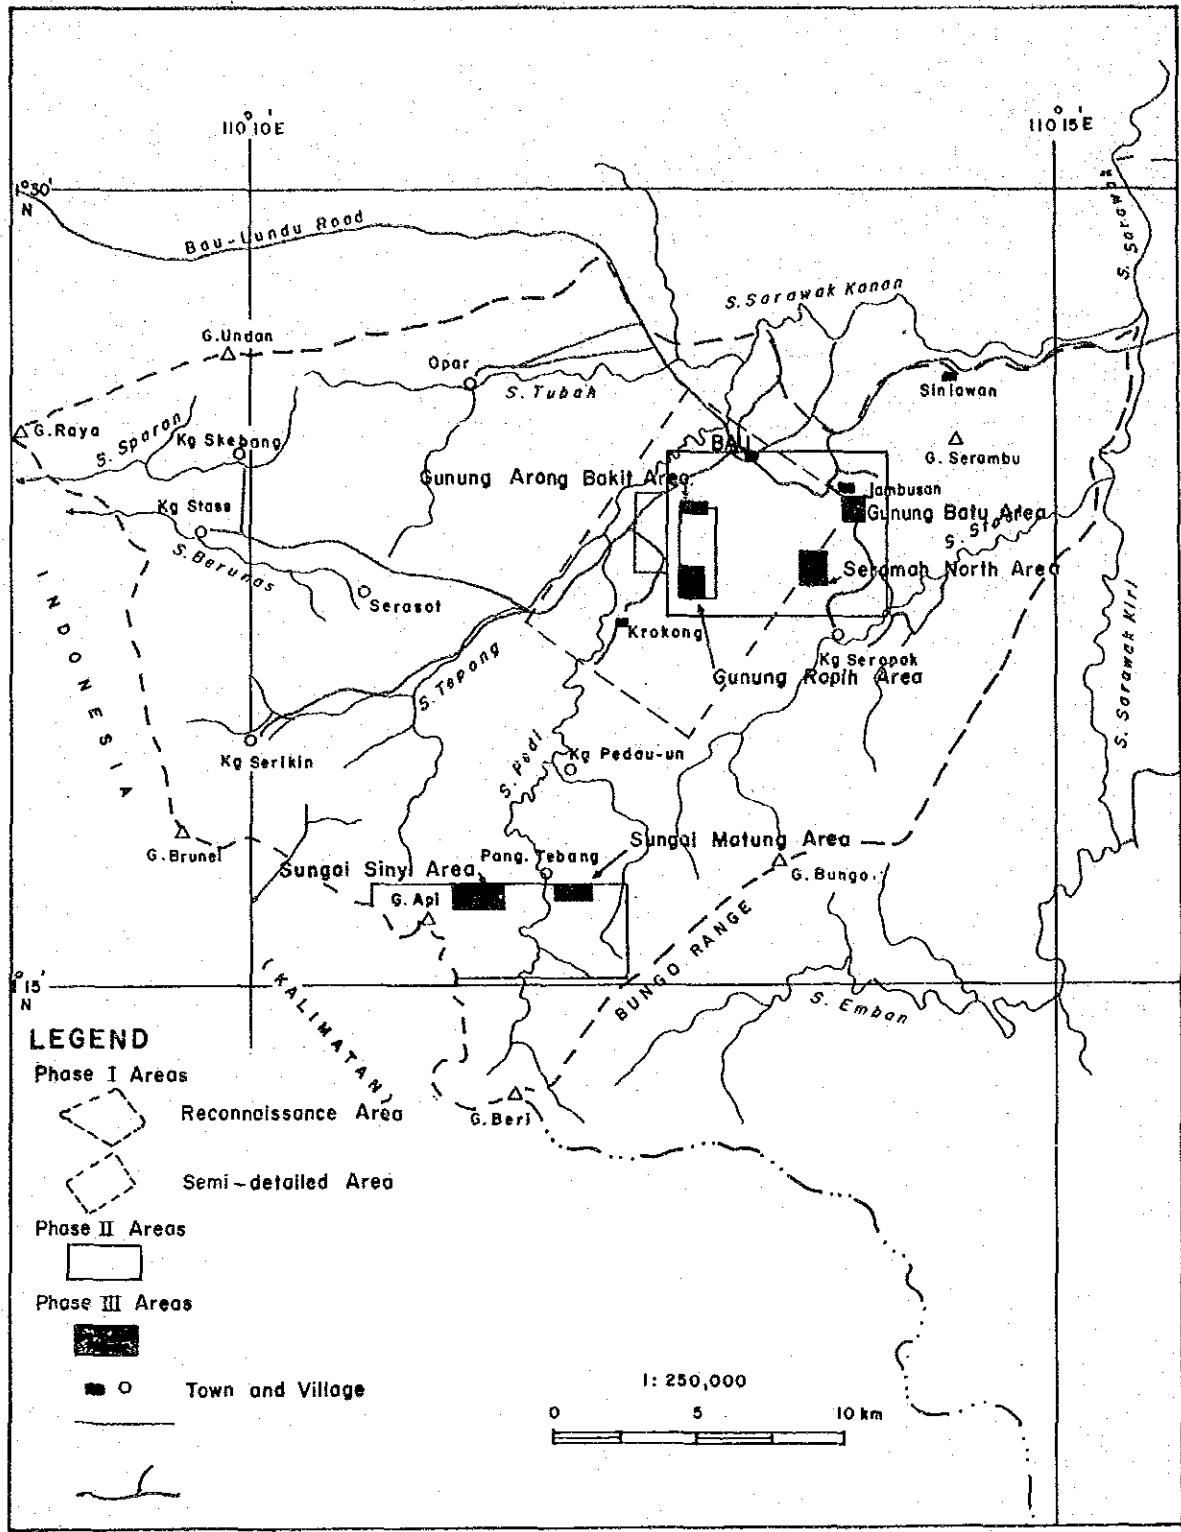 110°10'E
110°15'E
1°30'
N
Bau-Lundu Road
S. Sarawak
S. Sarawak Kanan
G. Undan
Opar
S. Tubah
Siniawan
G. Raya
S. Sparan
Kg Skebang
BAU
G. Serambu
Gunung Arong Bakit Area
Jambusan
Kg Stass
Gunung Batu Area
S. Berunas
Seramah North Area
INDONESIA
Serasot
Krokong
Kg Seropak
S. Tepong
Gunung Ropih Area
S. Sarawak Kiri
Kg Serikin
S. Pedi
Kg Pedau-un
G. Brunei
Sungai Matung Area
Sungai Sinyi Area
Pang. Tebang
G. Bungo
G. Api
BUNGO RANGE
1°15'
N
(KALIMATAN)
S. Emban
LEGEND
Phase I Areas
Reconnaissance Area
G. Beri
Semi-detailed Area
Phase II Areas
Phase III Areas
Town and Village
1: 250,000
0 5 10 km